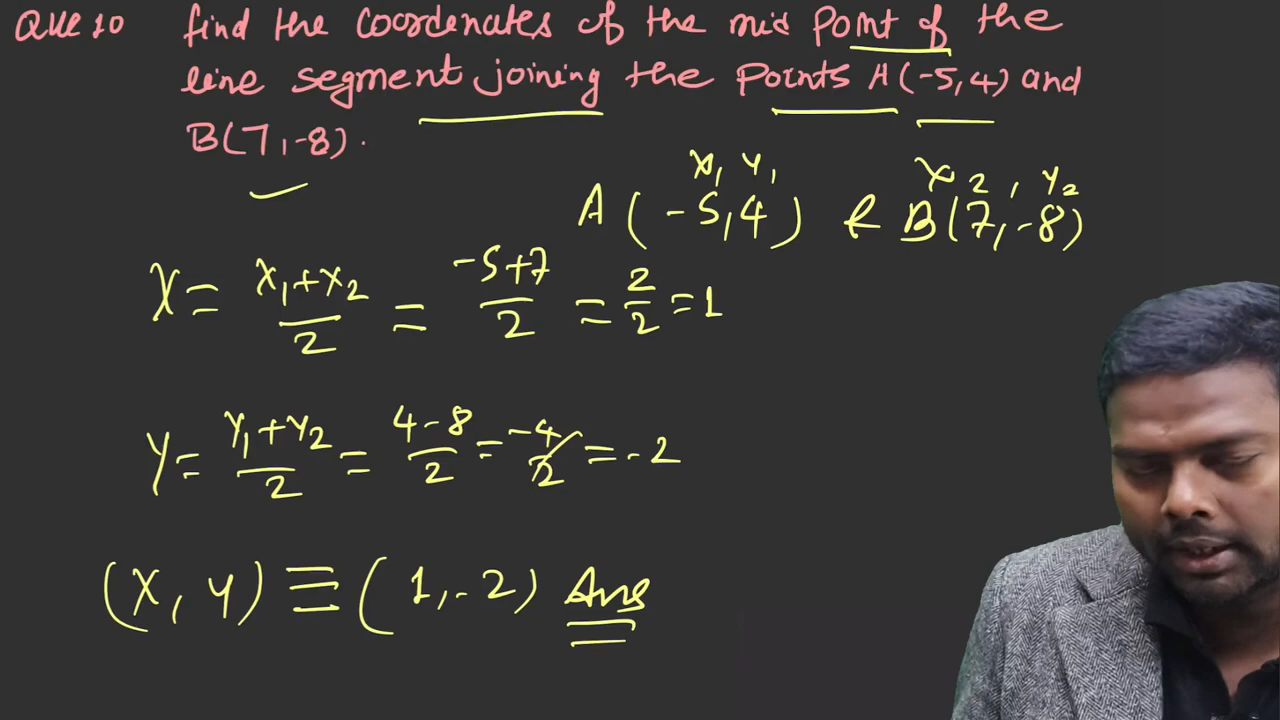 Que 10 find the coordenates of the mid point of the
line segment joining the points A(-5,4) and
B(7,-8).
x₁ y₁ x₂, y₂
A(-5,4) & B(7,-8)
X = x₁+x₂/2 = -5+7/2 = 2/2 = 1
Y = y₁+y₂/2 = 4-8/2 = -4/2 = -2
(X, Y) ≡ (1,-2) Ans